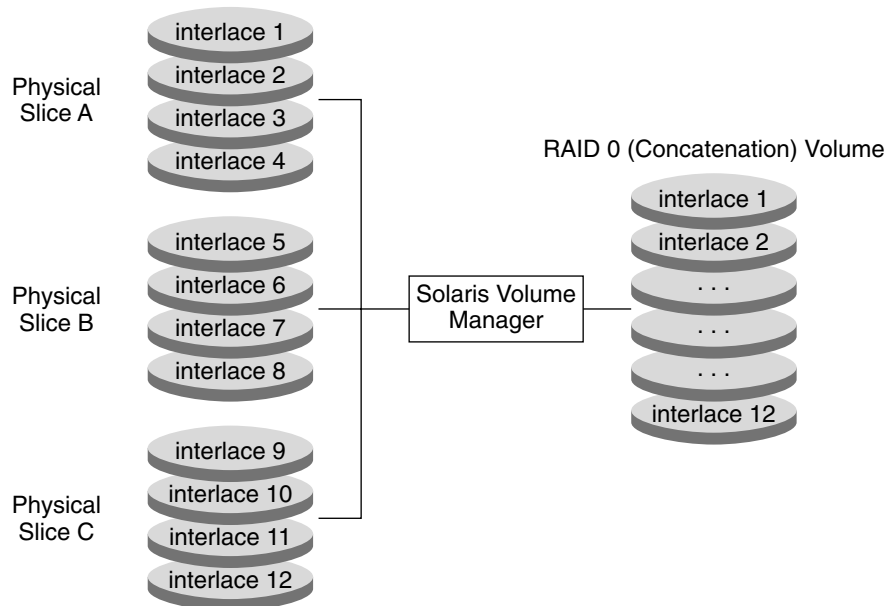 Physical
Slice A
interlace 1
interlace 2
interlace 3
interlace 4
Physical
Slice B
interlace 5
interlace 6
interlace 7
interlace 8
Physical
Slice C
interlace 9
interlace 10
interlace 11
interlace 12
Solaris Volume
Manager
RAID 0 (Concatenation) Volume
interlace 1
interlace 2
. . .
. . .
. . .
interlace 12